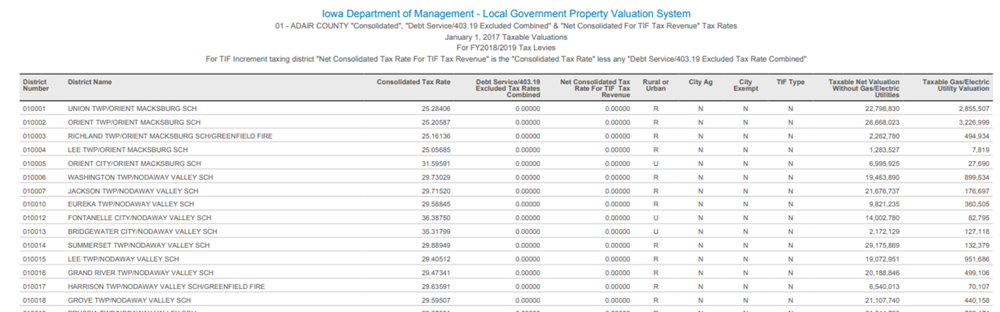 Iowa Department of Management - Local Government Property Valuation System
01 - ADAIR COUNTY "Consolidated", "Debt Service/403.19 Excluded Combined" & "Net Consolidated For TIF Tax Revenue" Tax Rates
January 1, 2017 Taxable Valuations
For FY2018/2019 Tax Levies
For TIF Increment taxing district "Net Consolidated Tax Rate For TIF Tax Revenue" is the "Consolidated Tax Rate" less any "Debt Service/403.19 Excluded Tax Rate Combined"
District District Name Consolidated Tax Rate Debt Service/403.19 Net Consolidated Tax Rural or City Ag City TIF Type Taxable Net Valuation Taxable Gas/Electric
Number Excluded Tax Rates Rate For TIF Tax Urban Exempt Without Gas/Electric Utility Valuation
Combined Revenue Utilities
010001 UNION TWP/ORIENT MACKSBURG SCH 25.28406 0.00000 0.00000 R N N N 22,798,830 2,855,507
010002 ORIENT TWP/ORIENT MACKSBURG SCH 25.20587 0.00000 0.00000 R N N N 26,668,023 3,226,999
010003 RICHLAND TWP/ORIENT MACKSBURG SCH/GREENFIELD FIRE 25.16136 0.00000 0.00000 R N N N 2,262,780 494,934
010004 LEE TWP/ORIENT MACKSBURG SCH 25.05685 0.00000 0.00000 R N N N 1,283,527 7,819
010005 ORIENT CITY/ORIENT MACKSBURG SCH 31.59591 0.00000 0.00000 U N N N 6,995,925 27,690
010006 WASHINGTON TWP/NODAWAY VALLEY SCH 29.73029 0.00000 0.00000 R N N N 19,463,890 899,534
010007 JACKSON TWP/NODAWAY VALLEY SCH 29.71520 0.00000 0.00000 R N N N 21,676,737 176,697
010010 EUREKA TWP/NODAWAY VALLEY SCH 29.58845 0.00000 0.00000 R N N N 9,821,235 360,505
010012 FONTANELLE CITY/NODAWAY VALLEY SCH 36.38750 0.00000 0.00000 U N N N 14,002,780 82,795
010013 BRIDGEWATER CITY/NODAWAY VALLEY SCH 35.31799 0.00000 0.00000 U N N N 2,172,129 127,118
010014 SUMMERSET TWP/NODAWAY VALLEY SCH 29.88949 0.00000 0.00000 R N N N 29,175,869 132,379
010015 LEE TWP/NODAWAY VALLEY SCH 29.40512 0.00000 0.00000 R N N N 19,072,951 951,686
010016 GRAND RIVER TWP/NODAWAY VALLEY SCH 29.47341 0.00000 0.00000 R N N N 20,188,846 499,106
010017 HARRISON TWP/NODAWAY VALLEY SCH/GREENFIELD FIRE 29.63591 0.00000 0.00000 R N N N 6,540,013 70,107
010018 GROVE TWP/NODAWAY VALLEY SCH 29.59507 0.00000 0.00000 R N N N 21,107,740 440,158